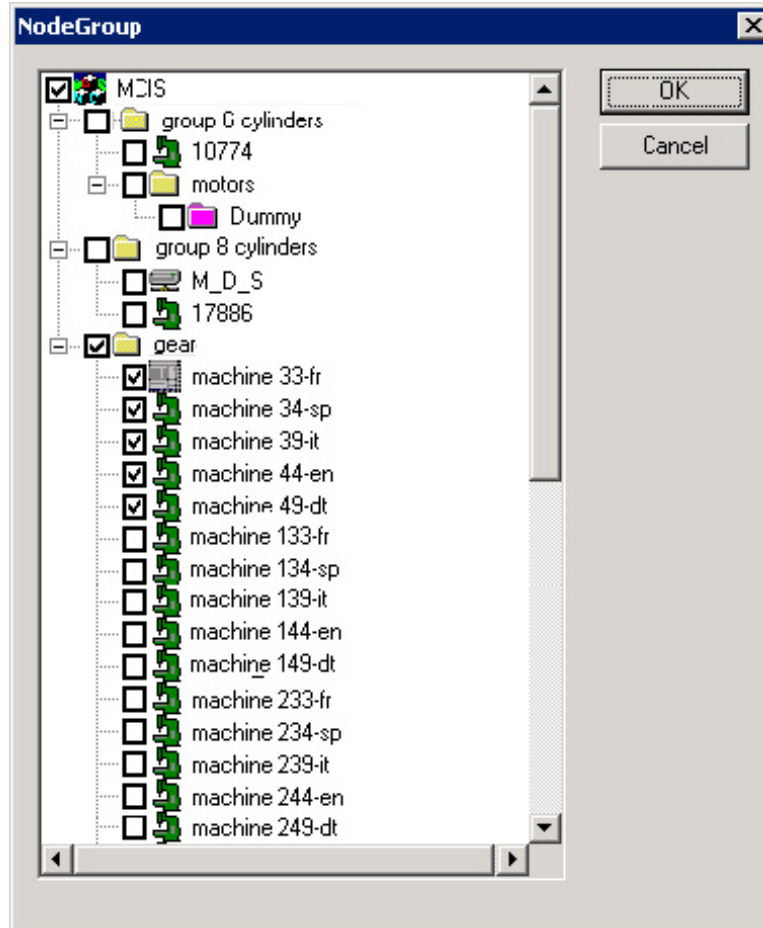 NodeGroup
MCIS
OK
group 6 cylinders
10774
Cancel
motors
Dummy
group 8 cylinders
M_D_S
17886
gear
machine 33-fr
machine 34-sp
machine 39-it
machine 44-en
machine 49-dt
machine 133-fr
machine 134-sp
machine 139-it
machine 144-en
machine 149-dt
machine 233-fr
machine 234-sp
machine 239-it
machine 244-en
machine 249-dt